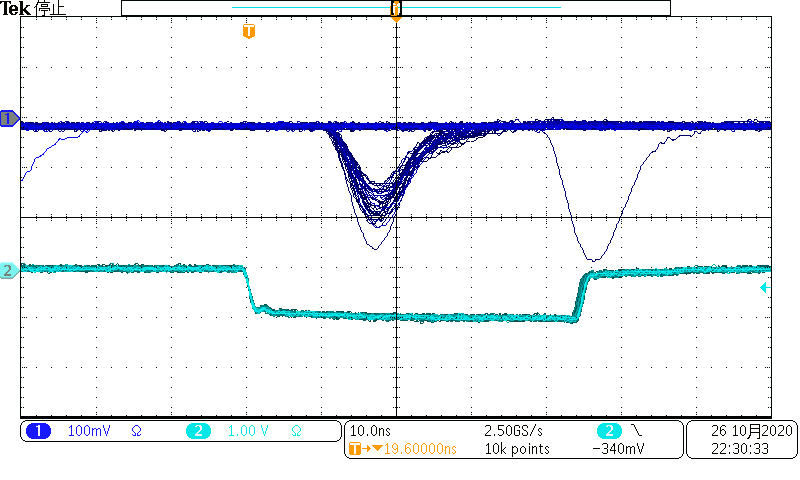 Tek 停止
T
1
2
1 100mV Ω 2 1.00 V Ω
10.0ns 2.50GS/s 2
T→▼19.60000ns 10k points −340mV
26 10月2020
22:30:33